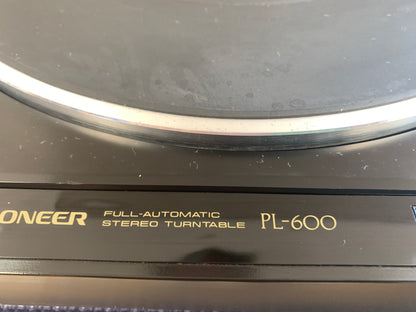 ONEER FULL-AUTOMATIC
STEREO TURNTABLE PL-600